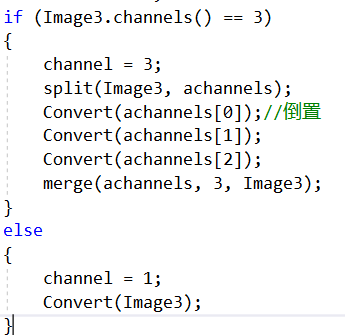 if (Image3.channels() == 3)
{
channel = 3;
split(Image3, achannels);
Convert(achannels[0]);//倒置
Convert(achannels[1]);
Convert(achannels[2]);
merge(achannels, 3, Image3);
}
else
{
channel = 1;
Convert(Image3);
}